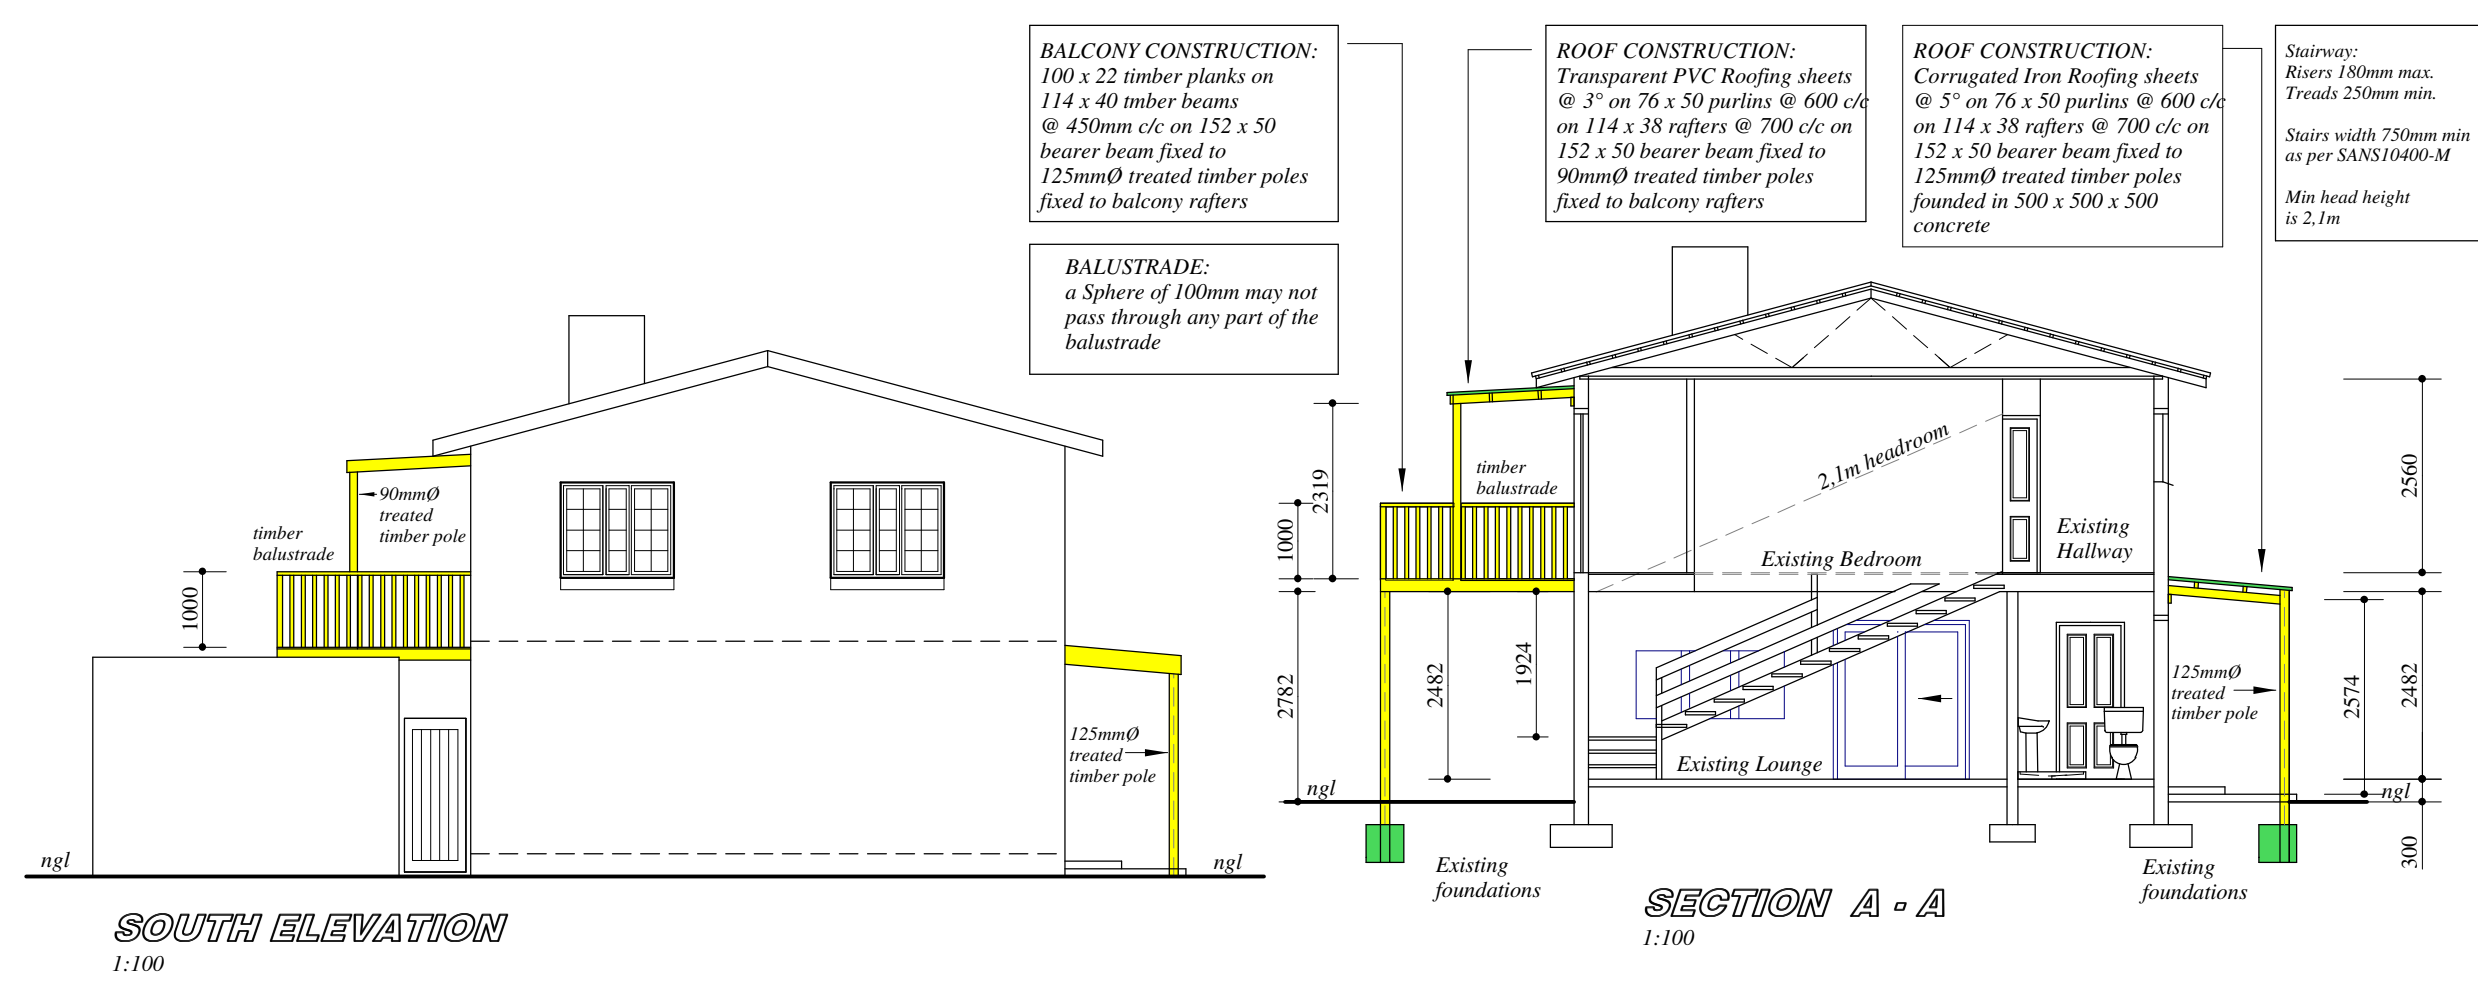 BALCONY CONSTRUCTION:
100 x 22 timber planks on
114 x 40 tmber beams
@ 450mm c/c on 152 x 50
bearer beam fixed to
125mmØ treated timber poles
fixed to balcony rafters
BALUSTRADE:
a Sphere of 100mm may not
pass through any part of the
balustrade
ROOF CONSTRUCTION:
Transparent PVC Roofing sheets
@ 3° on 76 x 50 purlins @ 600 c/c
on 114 x 38 rafters @ 700 c/c on
152 x 50 bearer beam fixed to
90mmØ treated timber poles
fixed to balcony rafters
ROOF CONSTRUCTION:
Corrugated Iron Roofing sheets
@ 5° on 76 x 50 purlins @ 600 c/c
on 114 x 38 rafters @ 700 c/c on
152 x 50 bearer beam fixed to
125mmØ treated timber poles
founded in 500 x 500 x 500
concrete
Stairway:
Risers 180mm max.
Treads 250mm min.
Stairs width 750mm min
as per SANS10400-M
Min head height
is 2,1m
90mmØ
treated
timber pole
timber
balustrade
1000
125mmØ
treated
timber pole
ngl
ngl
SOUTH ELEVATION
1:100
2319
1000
2782
2482
1924
timber
balustrade
2,1m headroom
Existing Bedroom
Existing
Hallway
Existing Lounge
125mmØ
treated
timber pole
2560
2574
2482
300
ngl
ngl
Existing
foundations
Existing
foundations
SECTION A - A
1:100